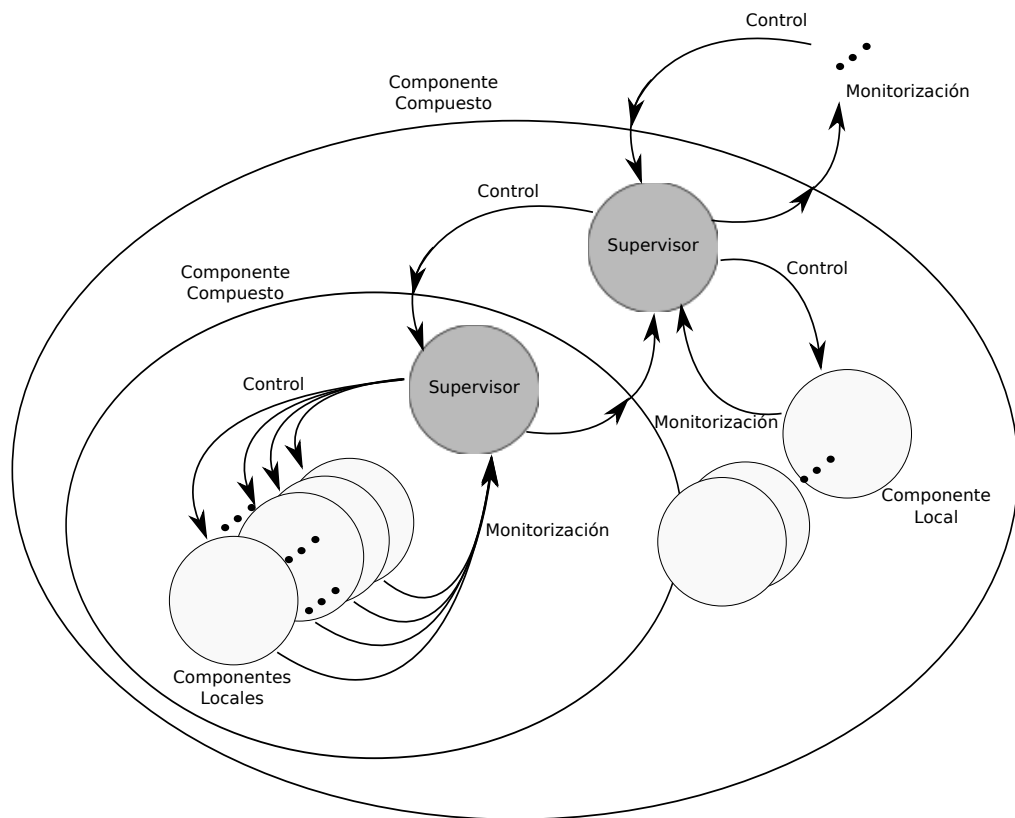 Control
Componente
Compuesto
Monitorización
Control
Supervisor
Control
Componente
Compuesto
Control
Supervisor
Monitorización
Componente
Local
Monitorización
Componentes
Locales